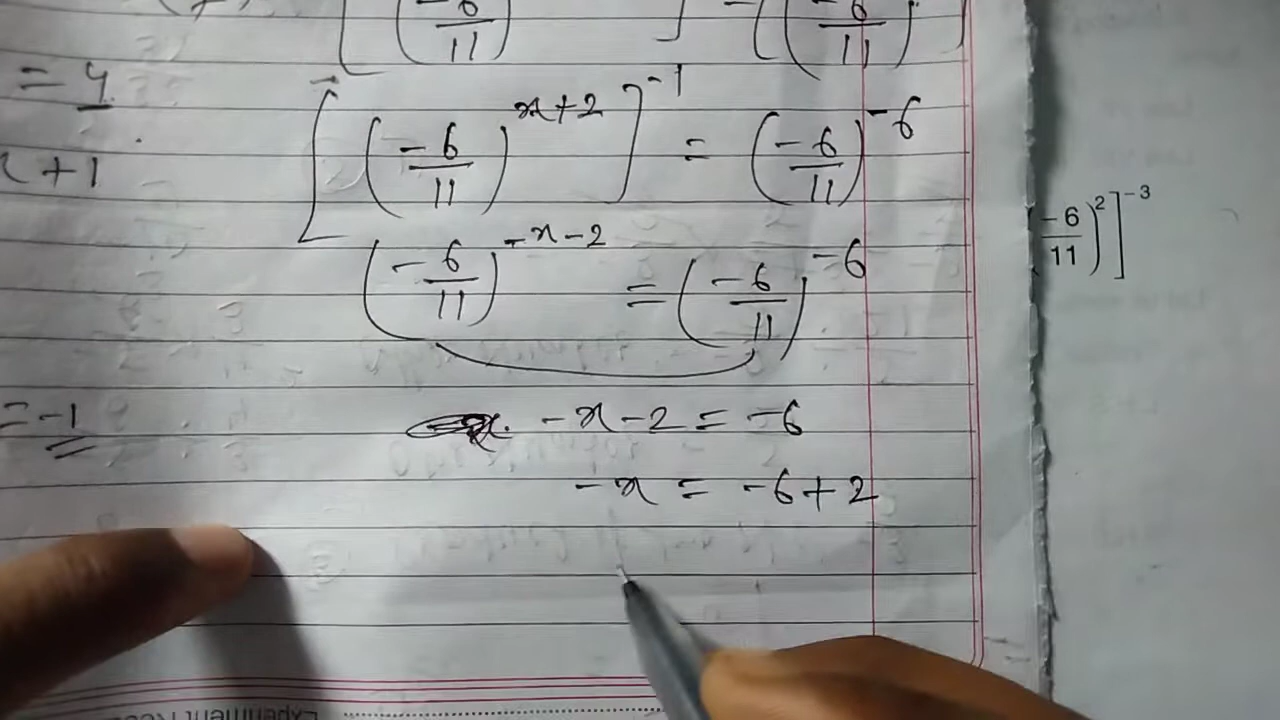 = 4
x + 1
[(-6/11)^{x+2}]^{-1} = (-6/11)^{-6}
(-6/11)^{-x-2} = (-6/11)^{-6}
= -1
-x - 2 = -6
-x = -6 + 2
-6/11)^2]^{-3}